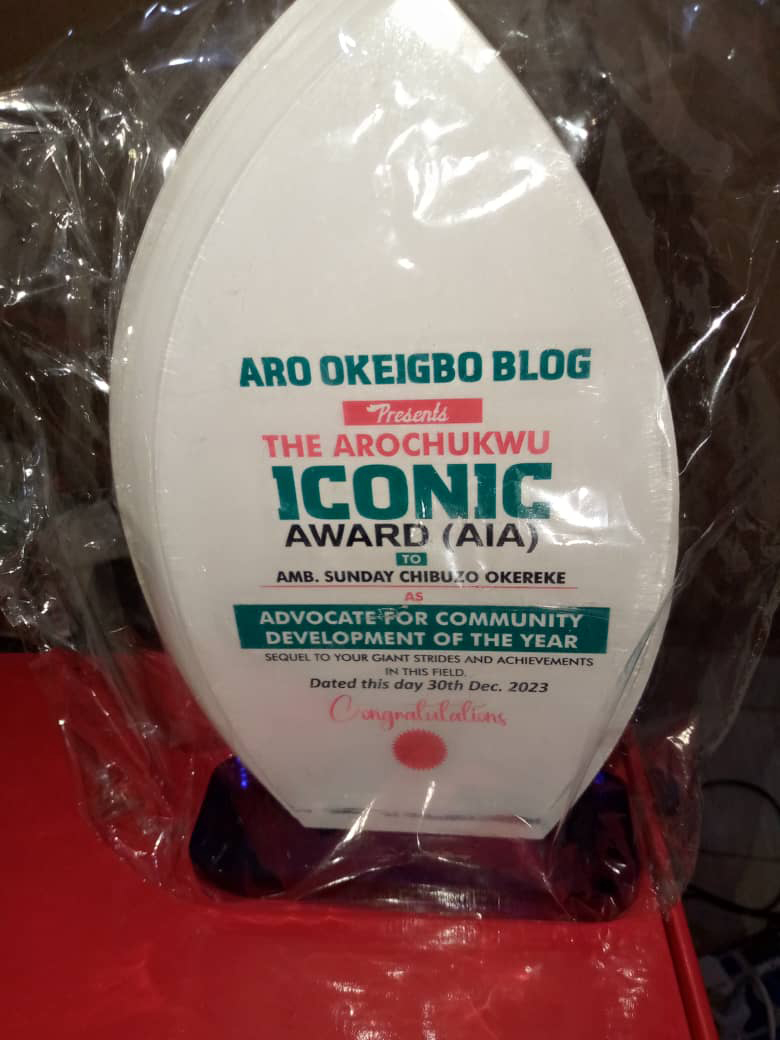 ARO OKEIGBO BLOG
Presents
THE AROCHUKWU
ICONIC
AWARD (AIA)
TO
AMB. SUNDAY CHIBUZO OKEREKE
AS
ADVOCATE FOR COMMUNITY
DEVELOPMENT OF THE YEAR
SEQUEL TO YOUR GIANT STRIDES AND ACHIEVEMENTS
IN THIS FIELD.
Dated this day 30th Dec. 2023
Congratulations